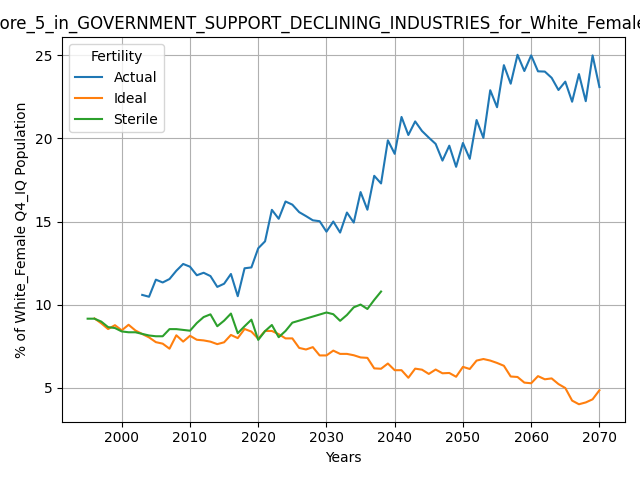 ore_5_in_GOVERNMENT_SUPPORT_DECLINING_INDUSTRIES_for_White_Female
Fertility
Actual
Ideal
Sterile
% of White_Female Q4_IQ Population
25
20
15
10
5
2000 2010 2020 2030 2040 2050 2060 2070
Years